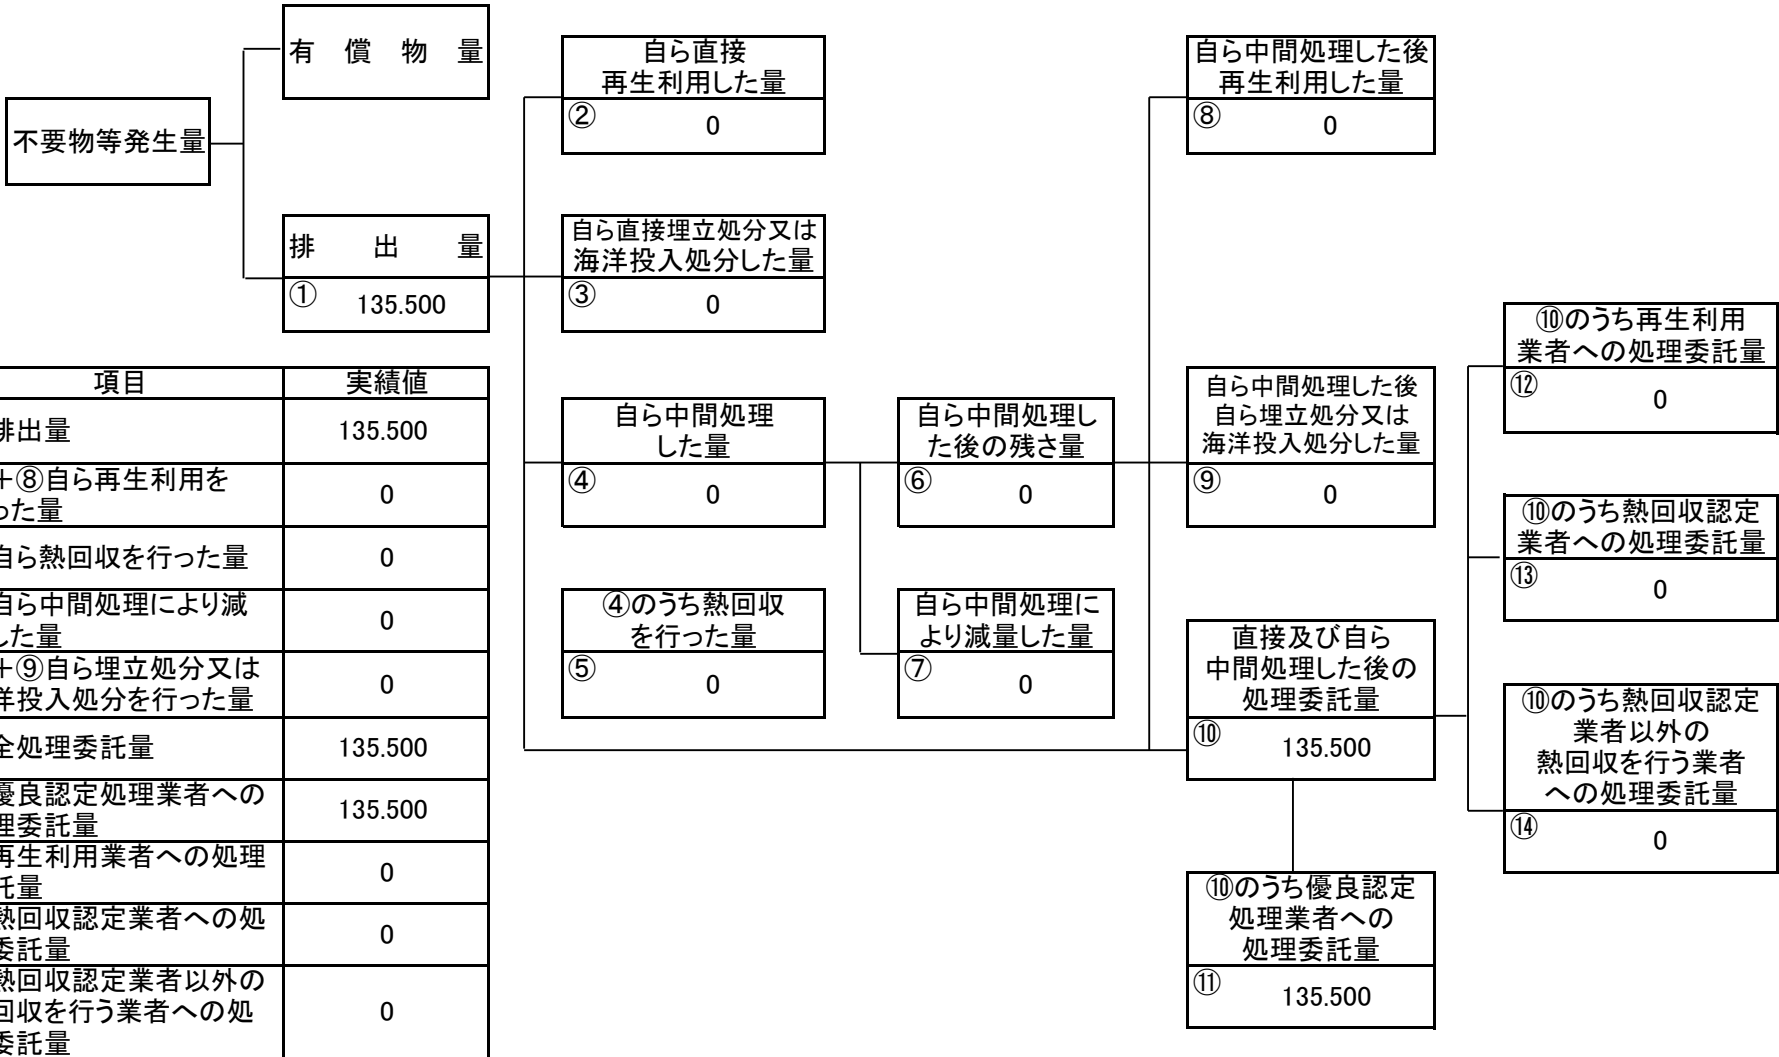 有 償 物 量
不要物等発生量
排 出 量
① 135.500
自ら直接
再生利用した量
② 0
自ら直接埋立処分又は
海洋投入処分した量
③ 0
自ら中間処理
した量
④ 0
④のうち熱回収
を行った量
⑤ 0
自ら中間処理し
た後の残さ量
⑥ 0
自ら中間処理に
より減量した量
⑦ 0
自ら中間処理した後
再生利用した量
⑧ 0
自ら中間処理した後
自ら埋立処分又は
海洋投入処分した量
⑨ 0
直接及び自ら
中間処理した後の
処理委託量
⑩ 135.500
⑩のうち優良認定
処理業者への
処理委託量
⑪ 135.500
⑩のうち再生利用
業者への処理委託量
⑫ 0
⑩のうち熱回収認定
業者への処理委託量
⑬ 0
⑩のうち熱回収認定
業者以外の
熱回収を行う業者
への処理委託量
⑭ 0
項目 実績値
排出量 135.500
+⑧自ら再生利用を
った量 0
自ら熱回収を行った量 0
自ら中間処理により減
した量 0
+⑨自ら埋立処分又は
洋投入処分を行った量 0
全処理委託量 135.500
優良認定処理業者への
理委託量 135.500
再生利用業者への処理
託量 0
熱回収認定業者への処
委託量 0
熱回収認定業者以外の
回収を行う業者への処
委託量 0